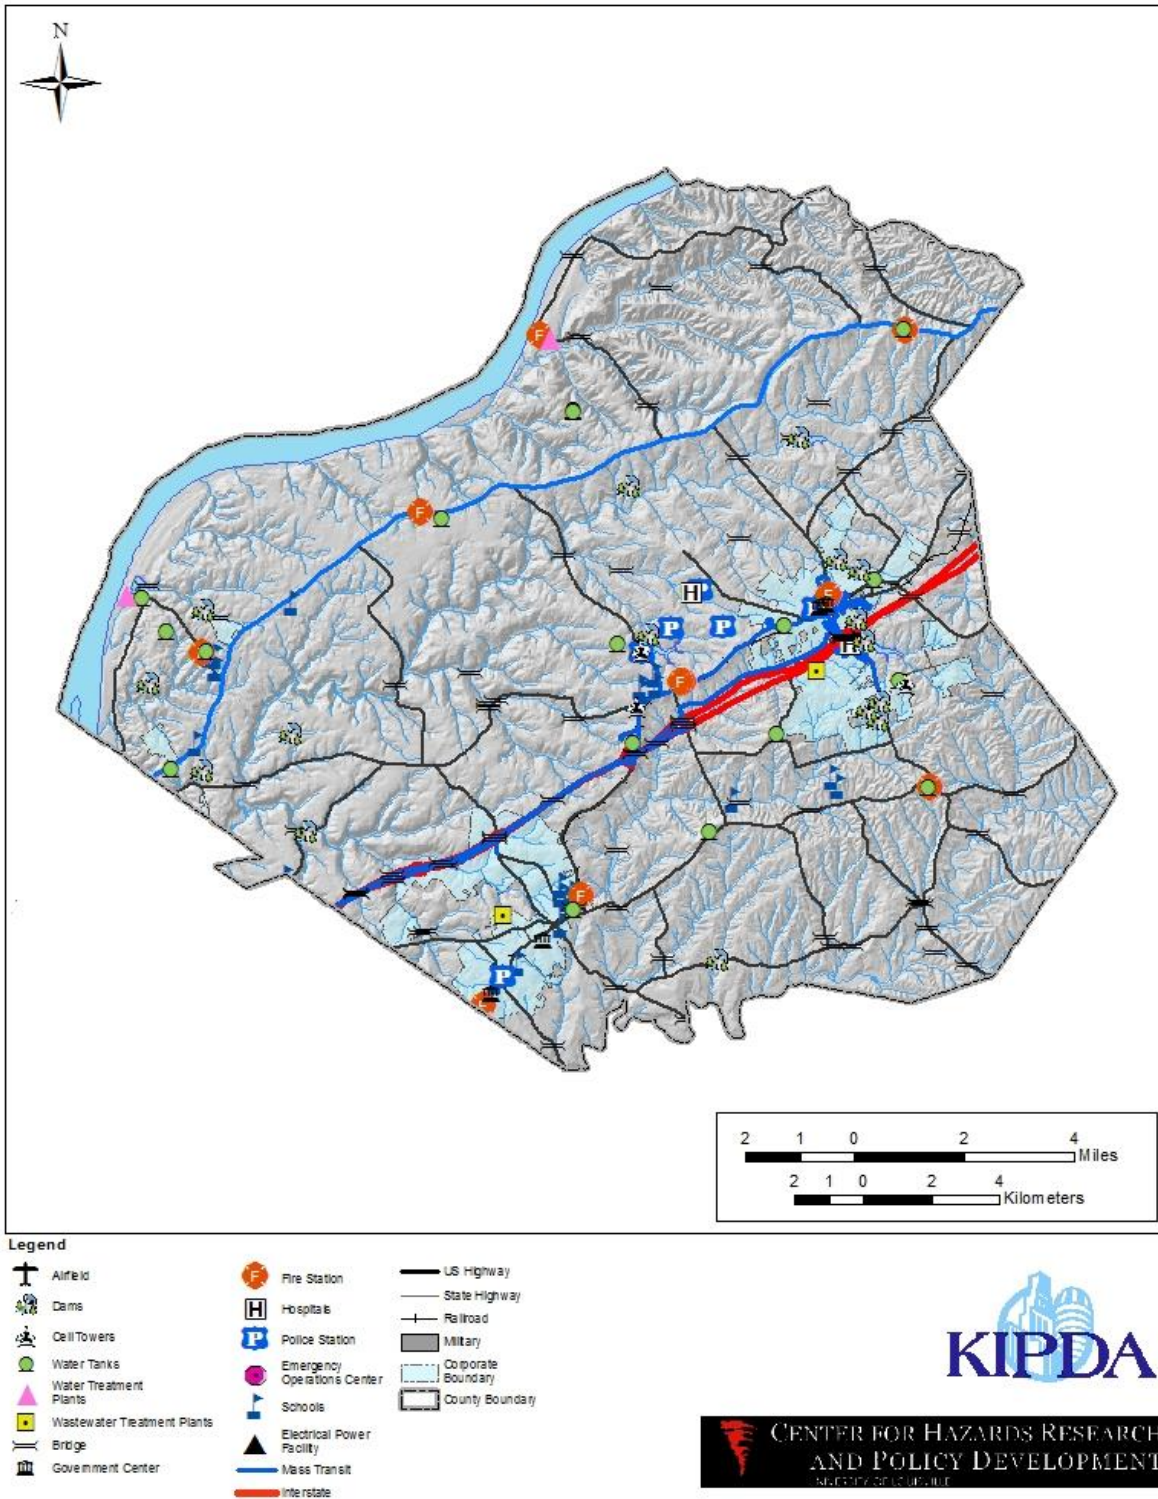 N
F
F
F
F
H
P
P
P
F
H
F
P
2 1 0 2 4
Miles
2 1 0 2 4
Kilometers
Legend
Airfield
Dams
Cell Towers
Water Tanks
Water Treatment
Plants
Wastewater Treatment Plants
Bridge
Government Center
F Fire Station
H Hospitals
P Police Station
Emergency
Operations Center
Schools
Electrical Power
Facility
Mass Transit
Interstate
US Highway
State Highway
Railroad
Military
Corporate
Boundary
County Boundary
KIPDA
CENTER FOR HAZARDS RESEARCH
AND POLICY DEVELOPMENT
UNIVERSITY OF LOUISVILLE